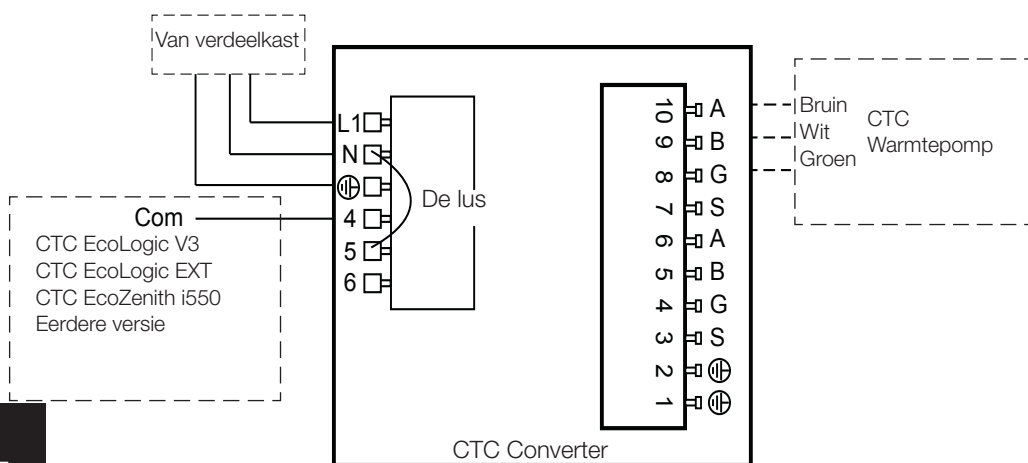 Van verdeelkast
L1
N
4
5
6
De lus
Com
CTC EcoLogic V3
CTC EcoLogic EXT
CTC EcoZenith i550
Eerdere versie
10 A
9 B
8 G
7 S
6 A
5 B
4 G
3 S
2
1
Bruin
Wit
Groen
CTC
Warmtepomp
CTC Converter